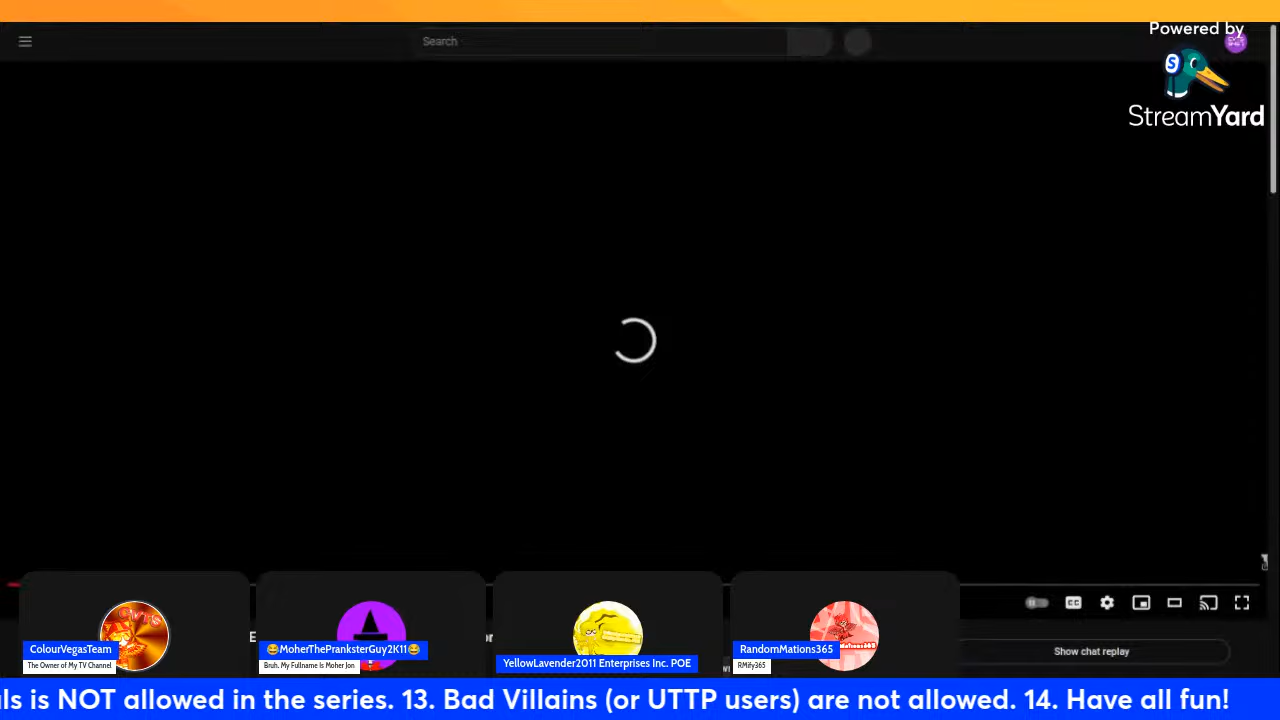 Search
Powered by
StreamYard
Show chat replay
ColourVegasTeam
The Owner of My TV Channel
😂MoherThePranksterGuy2K11😂
Bruh. My Fullname Is Moher Jon
YellowLavender2011 Enterprises Inc. POE
RandomMations365
RMify365
ls is NOT allowed in the series. 13. Bad Villains (or UTTP users) are not allowed. 14. Have all fun!